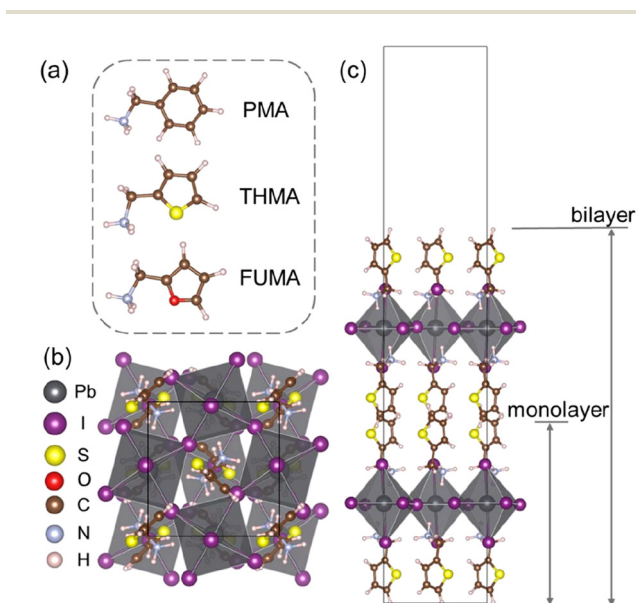 (a)
PMA
THMA
FUMA
(b)
Pb
I
S
O
C
N
H
(c)
bilayer
monolayer